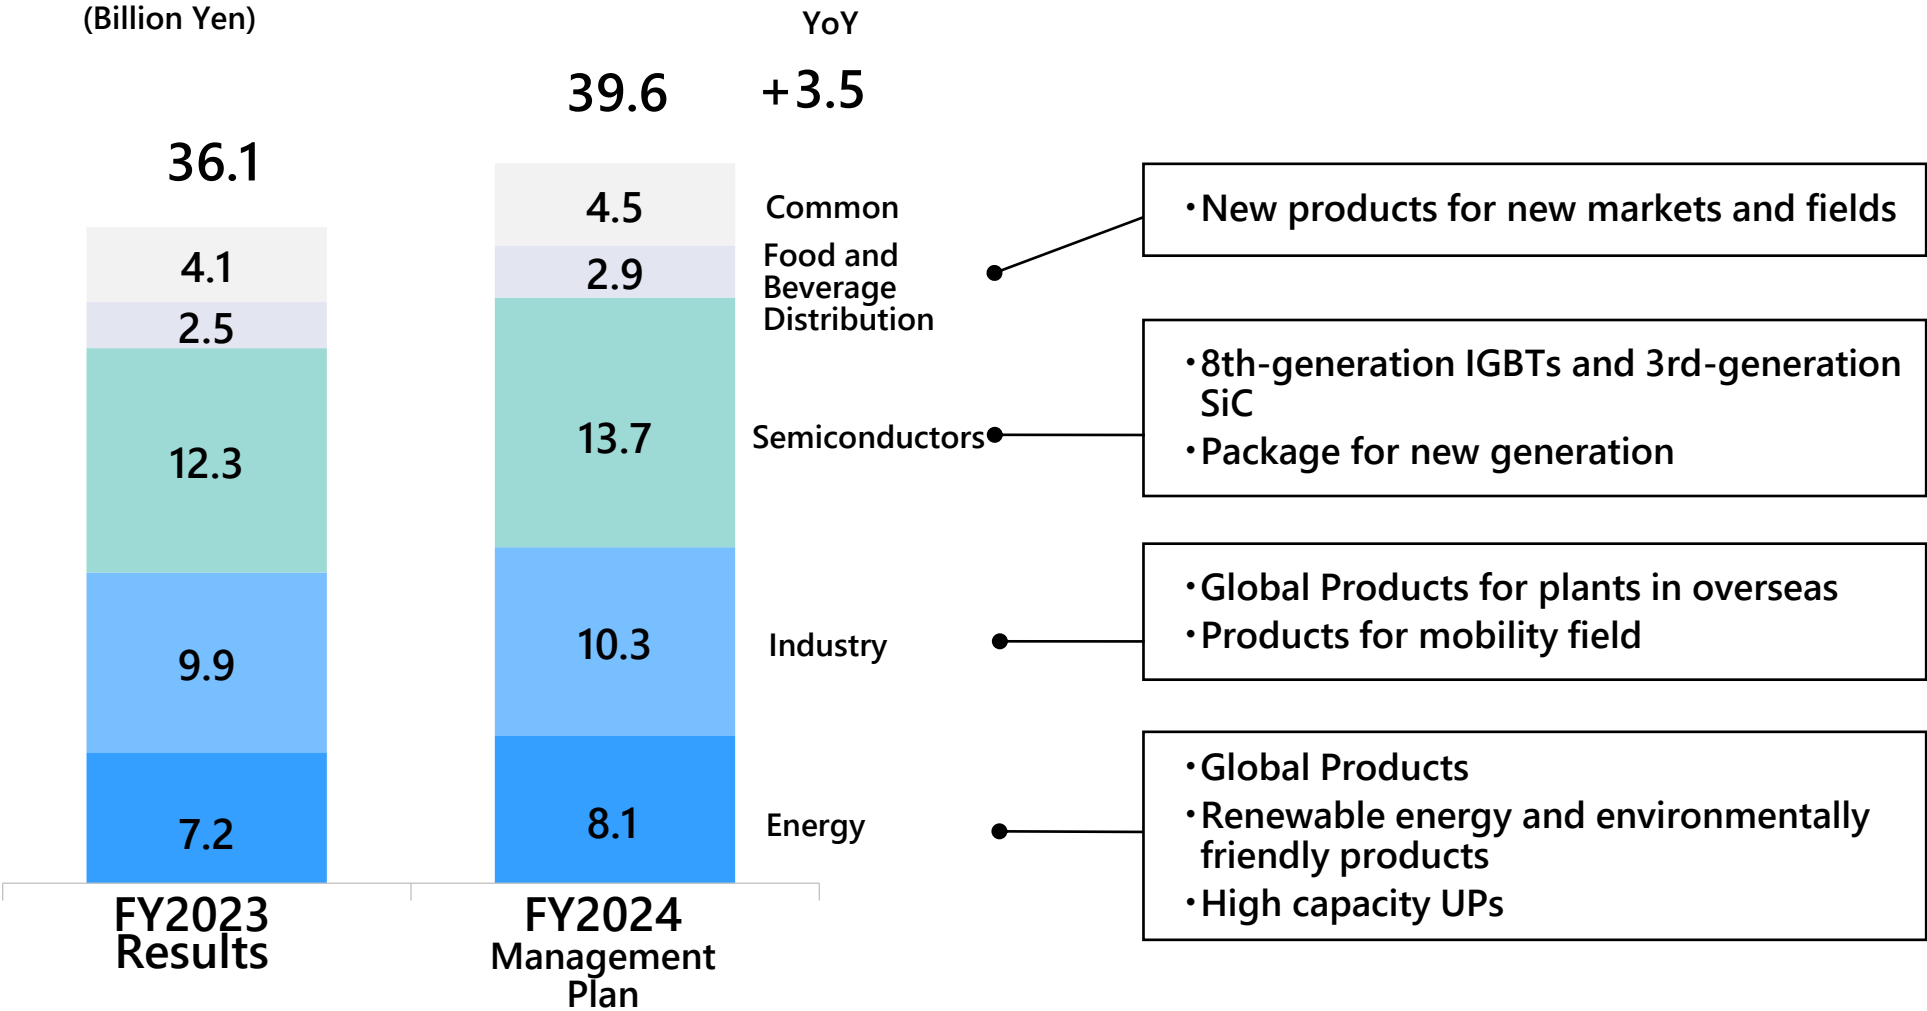 (Billion Yen)
YoY
36.1
39.6
+3.5
4.1
2.5
12.3
9.9
7.2
4.5
2.9
13.7
10.3
8.1
Common
Food and
Beverage
Distribution
Semiconductors
Industry
Energy
・New products for new markets and fields
・8th-generation IGBTs and 3rd-generation
SiC
・Package for new generation
・Global Products for plants in overseas
・Products for mobility field
・Global Products
・Renewable energy and environmentally
friendly products
・High capacity UPs
FY2023
Results
FY2024
Management
Plan